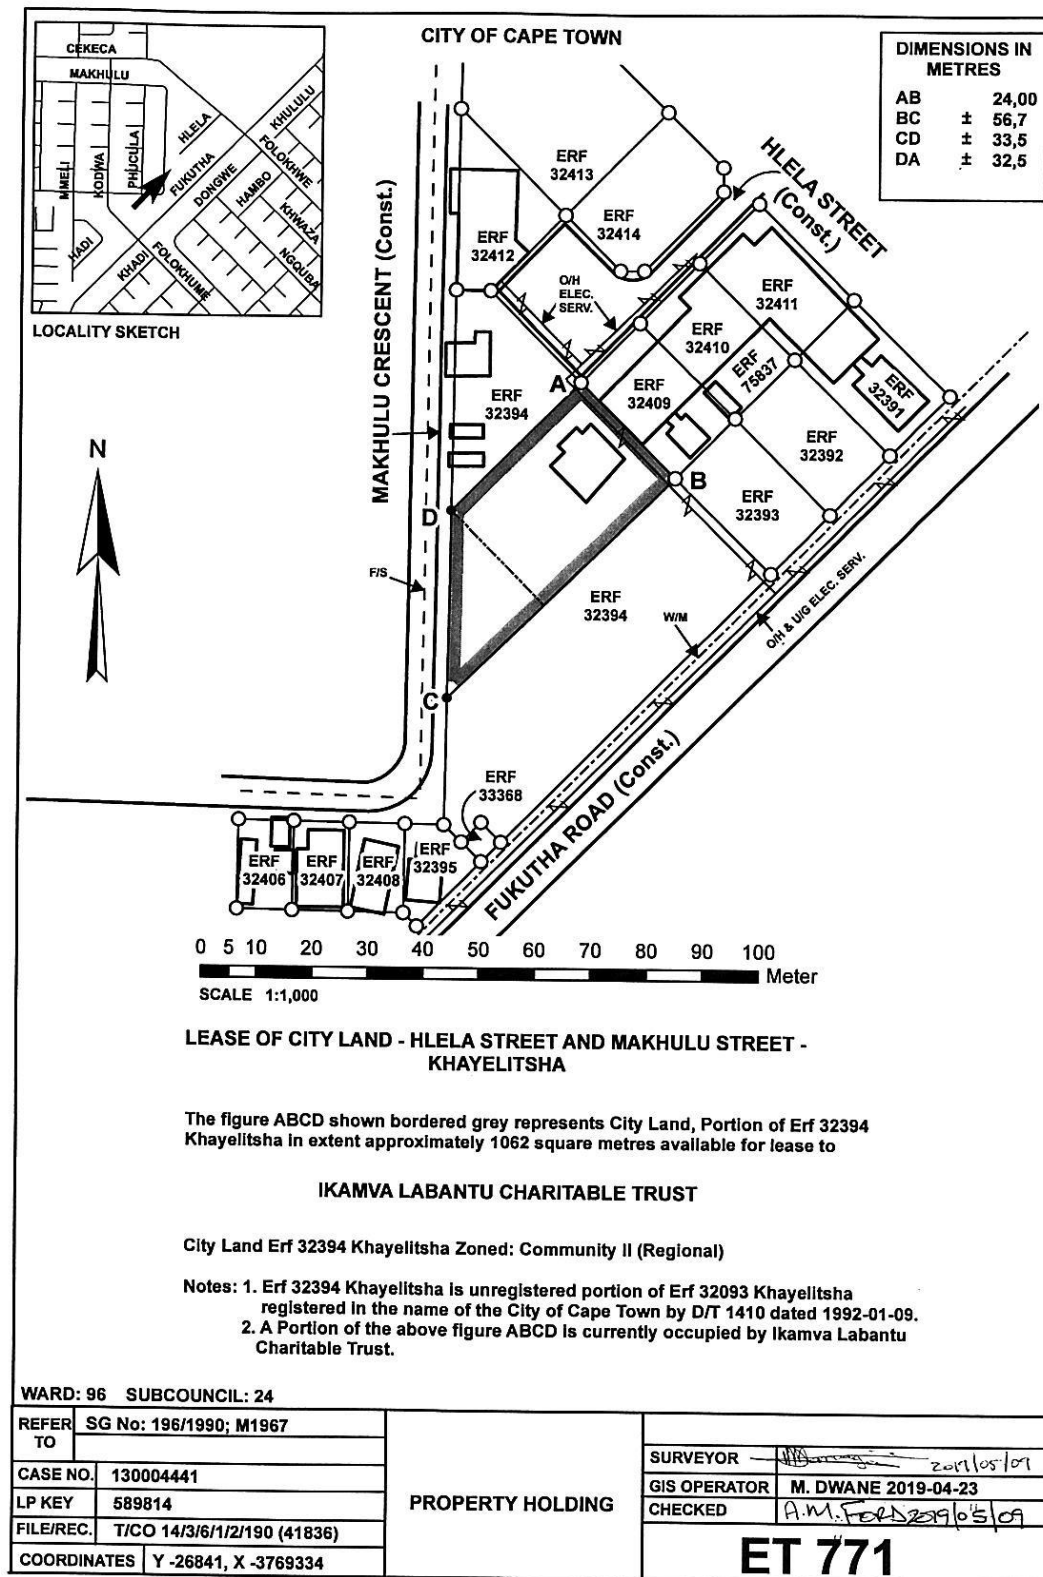 CITY OF CAPE TOWN
CEKECA
MAKHULU
HLELA
KHULULU
FOLOKHWE
MMELI
KODWA
PHUCULA
FUKUTHA
DONGWE
HAMBO
KHWAZA
NGQUBA
HADI
KHADI
FOLOKHUME
LOCALITY SKETCH
DIMENSIONS IN
METRES
AB 24,00
BC ± 56,7
CD ± 33,5
DA ± 32,5
MAKHULU CRESCENT (Const.)
HLELA STREET
(Const.)
ERF
32413
ERF
32414
ERF
32412
O/H
ELEC.
SERV.
ERF
32411
ERF
32410
ERF
75837
ERF
32391
ERF
32409
A
ERF
32394
ERF
32392
B
ERF
32393
N
D
F/S
ERF
32394
W/M
O/H & U/G ELEC. SERV.
C
FUKUTHA ROAD (Const.)
ERF
33368
ERF
32406
ERF
32407
ERF
32408
ERF
32395
0 5 10 20 30 40 50 60 70 80 90 100
Meter
SCALE 1:1,000
LEASE OF CITY LAND - HLELA STREET AND MAKHULU STREET -
KHAYELITSHA
The figure ABCD shown bordered grey represents City Land, Portion of Erf 32394
Khayelitsha in extent approximately 1062 square metres available for lease to
IKAMVA LABANTU CHARITABLE TRUST
City Land Erf 32394 Khayelitsha Zoned: Community II (Regional)
Notes: 1. Erf 32394 Khayelitsha is unregistered portion of Erf 32093 Khayelitsha
registered in the name of the City of Cape Town by D/T 1410 dated 1992-01-09.
2. A Portion of the above figure ABCD is currently occupied by Ikamva Labantu
Charitable Trust.
WARD: 96 SUBCOUNCIL: 24
REFER
TO
SG No: 196/1990; M1967
CASE NO. 130004441
LP KEY 589814
FILE/REC. T/CO 14/3/6/1/2/190 (41836)
COORDINATES Y -26841, X -3769334
PROPERTY HOLDING
SURVEYOR
GIS OPERATOR M. DWANE 2019-04-23
CHECKED A.M. FORD 2019/05/09
ET 771